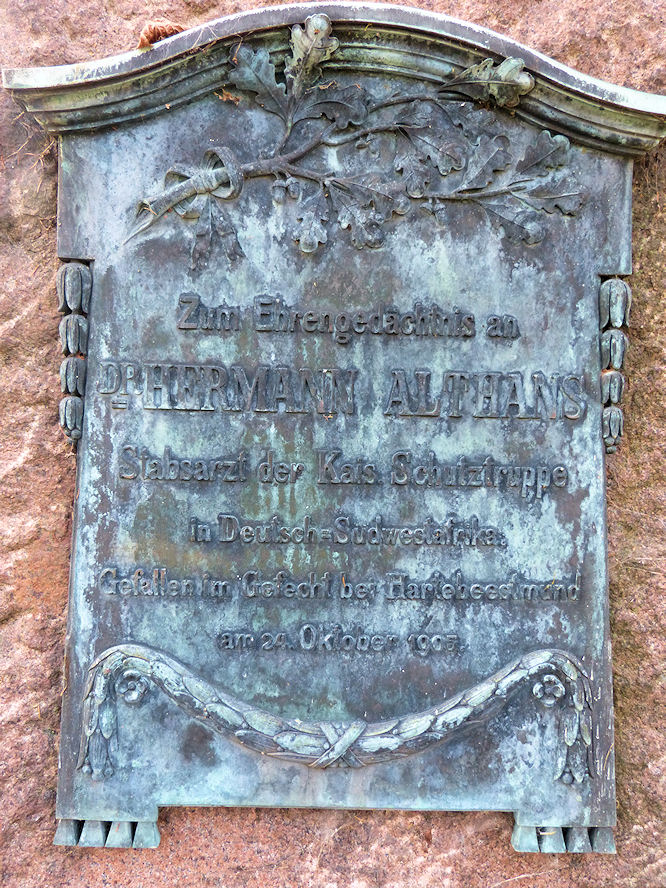 Zum Ehrengedächtnis an
DR. HERMANN ALTHANS
Stabsarzt der Kais. Schutztruppe
in Deutsch=Südwestafrika.
Gefallen im Gefecht bei Hartebeestmund
am 24. Oktober 1905.